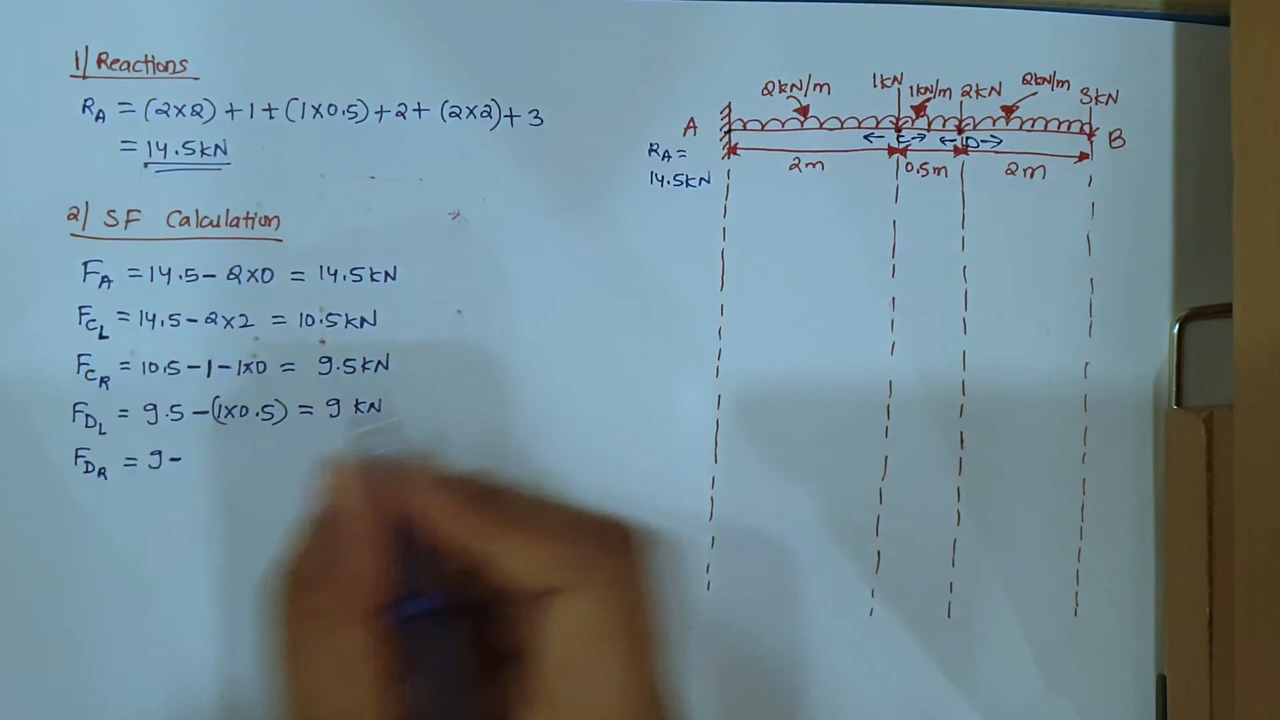 1) Reactions
RA = (2×2) + 1 + (1×0.5) + 2 + (2×2) + 3
= 14.5kN
2) SF Calculation
FA = 14.5 - 2×0 = 14.5kN
FCL = 14.5 - 2×2 = 10.5kN
FCR = 10.5 - 1 - 1×0 = 9.5kN
FDL = 9.5 - (1×0.5) = 9 kN
FDR = 9 -
2kN/m 1kN 1kN/m 2kN 2kN/m 3kN
A C D B
RA =
14.5kN
2m 0.5m 2m